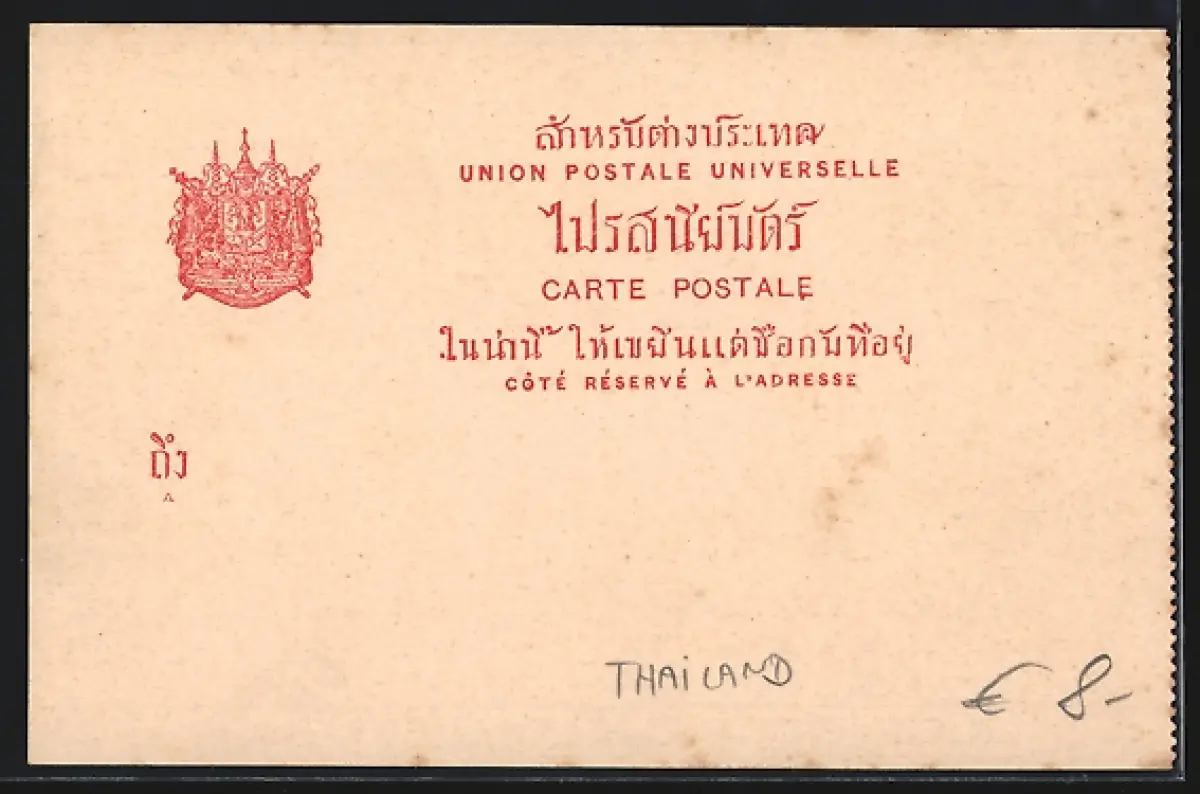 สำหรับต่างประเทศ
UNION POSTALE UNIVERSELLE
ไปรสนียบัตร์
CARTE POSTALE
ในน่านี้ ให้เขียนแต่ชื่อกับที่อยู่
CÔTÉ RÉSERVÉ À L'ADRESSE
ถึง
A
THAILAND
€ 8-